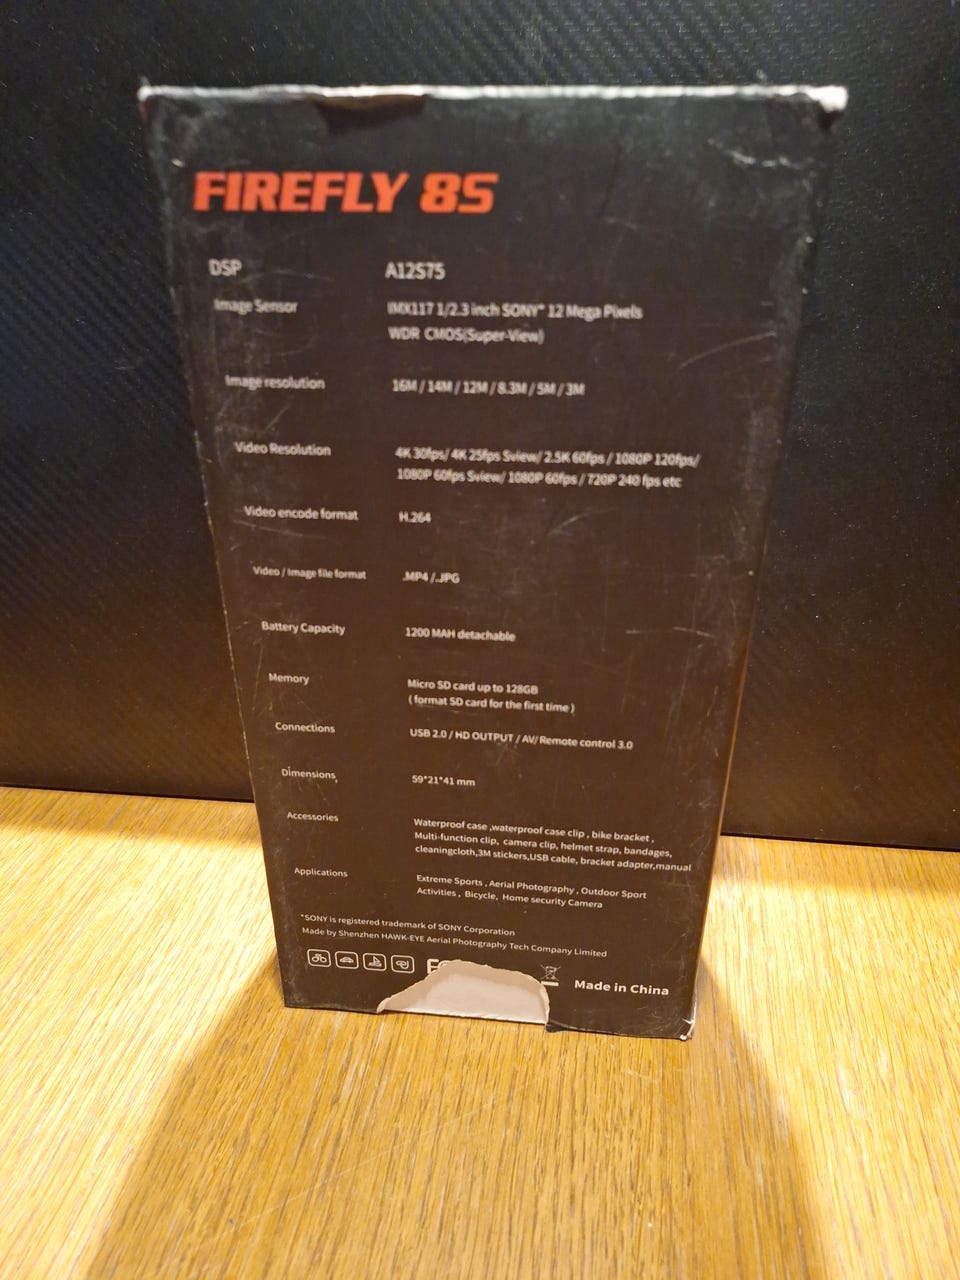 FIREFLY 8S
DSP A12S75
Image Sensor IMX117 1/2.3 inch SONY* 12 Mega Pixels
WDR CMOS(Super-View)
Image resolution 16M / 14M / 12M / 8.3M / 5M / 3M
Video Resolution 4K 30fps/ 4K 25fps Sview/ 2.5K 60fps / 1080P 120fps/
1080P 60fps Sview/ 1080P 60fps / 720P 240 fps etc
Video encode format H.264
Video / Image file format .MP4 /.JPG
Battery Capacity 1200 MAH detachable
Memory Micro SD card up to 128GB
( format SD card for the first time )
Connections USB 2.0 / HD OUTPUT / AV/ Remote control 3.0
Dimensions, 59*21*41 mm
Accessories Waterproof case ,waterproof case clip , bike bracket ,
Multi-function clip, camera clip, helmet strap, bandages,
cleaningcloth,3M stickers,USB cable, bracket adapter,manual
Applications Extreme Sports , Aerial Photography , Outdoor Sport
Activities , Bicycle, Home security Camera
*SONY is registered trademark of SONY Corporation
Made by Shenzhen HAWK-EYE Aerial Photography Tech Company Limited
Made in China